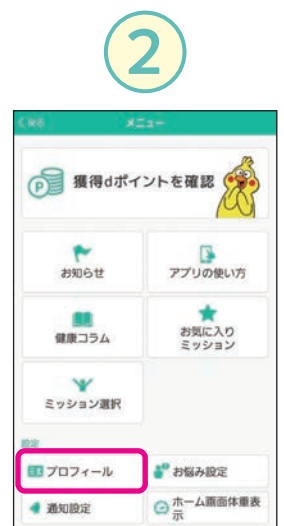 2
く戻る メニュー
P 獲得dポイントを確認
お知らせ
アプリの使い方
健康コラム
お気に入り
ミッション
ミッション選択
設定
プロフィール
お悩み設定
通知設定
ホーム画面体重表
示